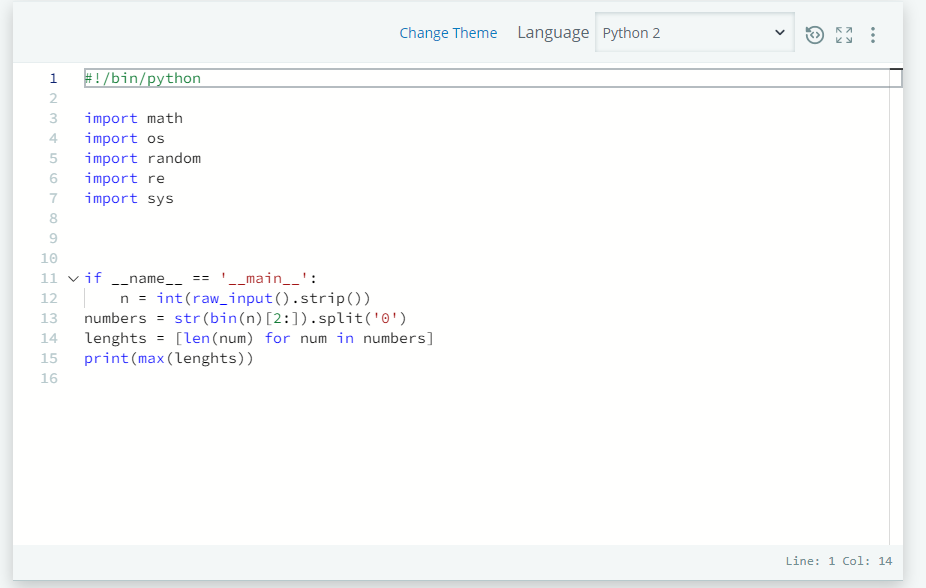 Change Theme Language Python 2
1 #!/bin/python
2
3 import math
4 import os
5 import random
6 import re
7 import sys
8
9
10
11 if __name__ == '__main__':
12     n = int(raw_input().strip())
13 numbers = str(bin(n)[2:]).split('0')
14 lenghts = [len(num) for num in numbers]
15 print(max(lenghts))
16
Line: 1 Col: 14